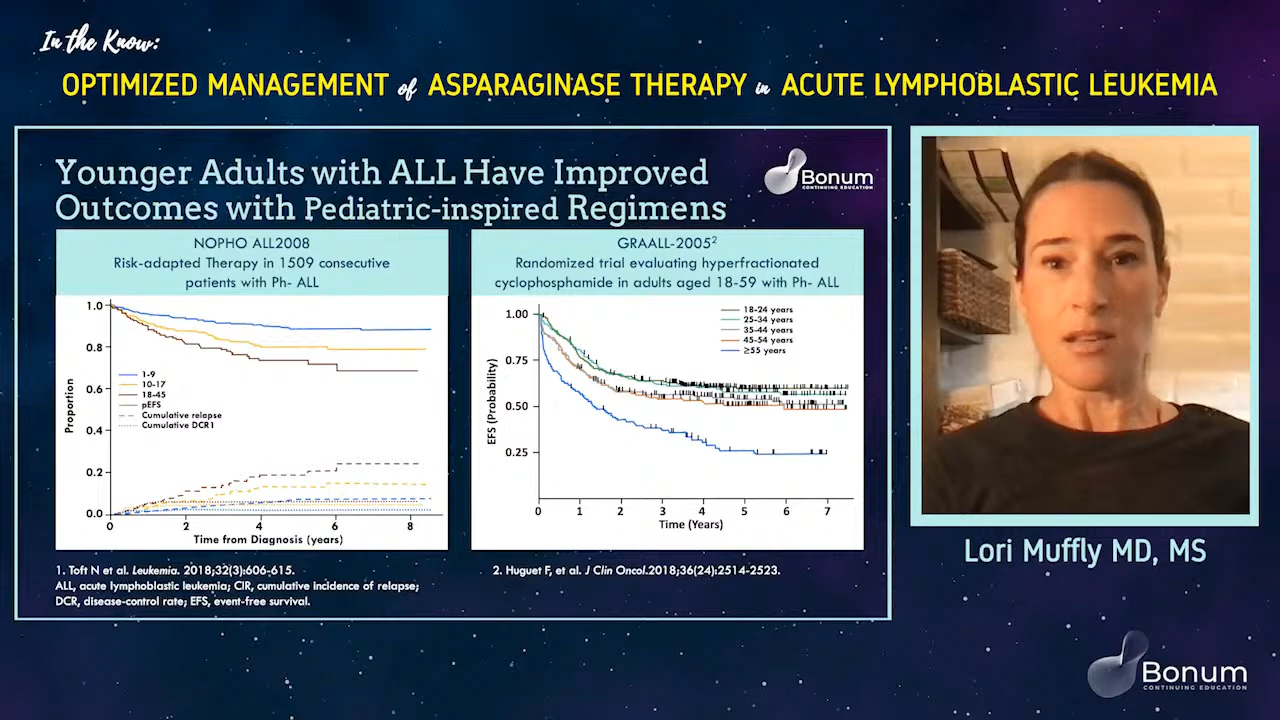 In the Know:
OPTIMIZED MANAGEMENT of ASPARAGINASE THERAPY in ACUTE LYMPHOBLASTIC LEUKEMIA
Younger Adults with ALL Have Improved
Outcomes with Pediatric-inspired Regimens
Bonum
CONTINUING EDUCATION
NOPHO ALL2008
Risk-adapted Therapy in 1509 consecutive
patients with Ph- ALL
1.0
0.8
0.6
0.4
0.2
0.0
Proportion
1-9
10-17
18-45
pEFS
Cumulative relapse
Cumulative DCR1
0 2 4 6 8
Time from Diagnosis (years)
GRAALL-2005²
Randomized trial evaluating hyperfractionated
cyclophosphamide in adults aged 18-59 with Ph- ALL
1.00
0.75
0.50
0.25
EFS (Probability)
18-24 years
25-34 years
35-44 years
45-54 years
≥55 years
0 1 2 3 4 5 6 7
Time (Years)
1. Toft N et al. Leukemia. 2018;32(3):606-615.
ALL, acute lymphoblastic leukemia; CIR, cumulative incidence of relapse;
DCR, disease-control rate; EFS, event-free survival.
2. Huguet F, et al. J Clin Oncol.2018;36(24):2514-2523.
Lori Muffly MD, MS
Bonum
CONTINUING EDUCATION